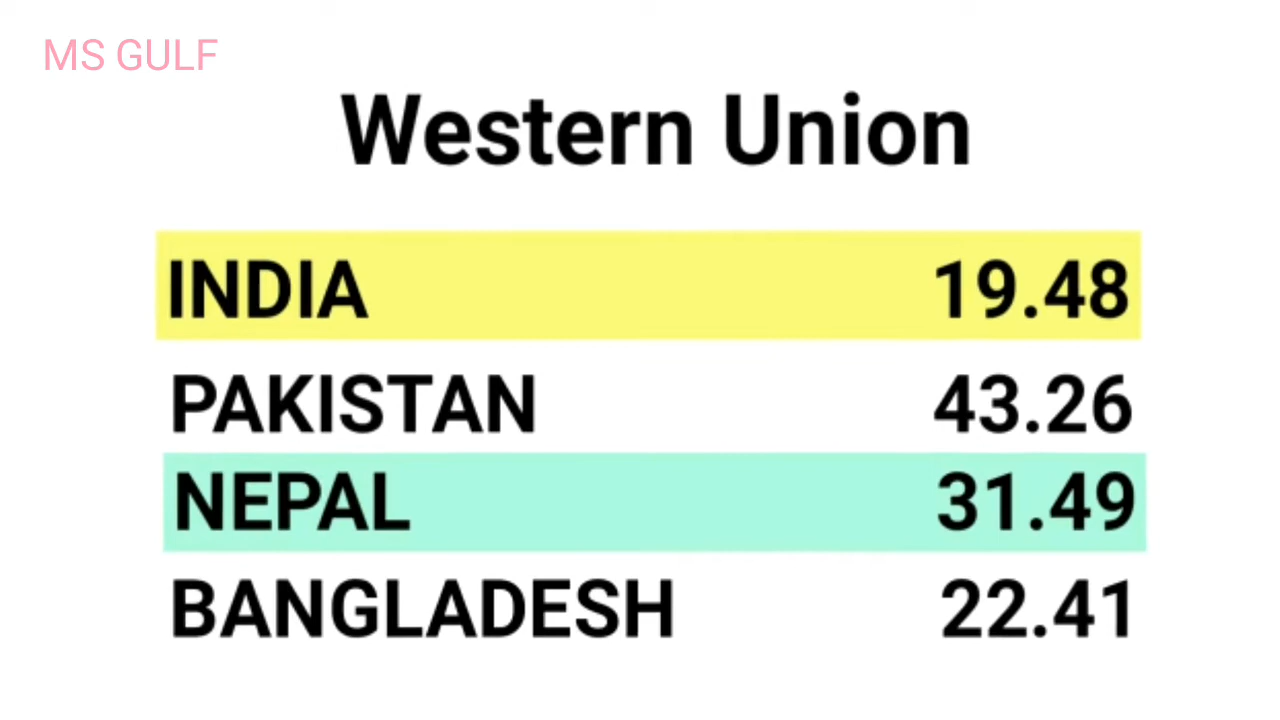 MS GULF
Western Union
INDIA 19.48
PAKISTAN 43.26
NEPAL 31.49
BANGLADESH 22.41